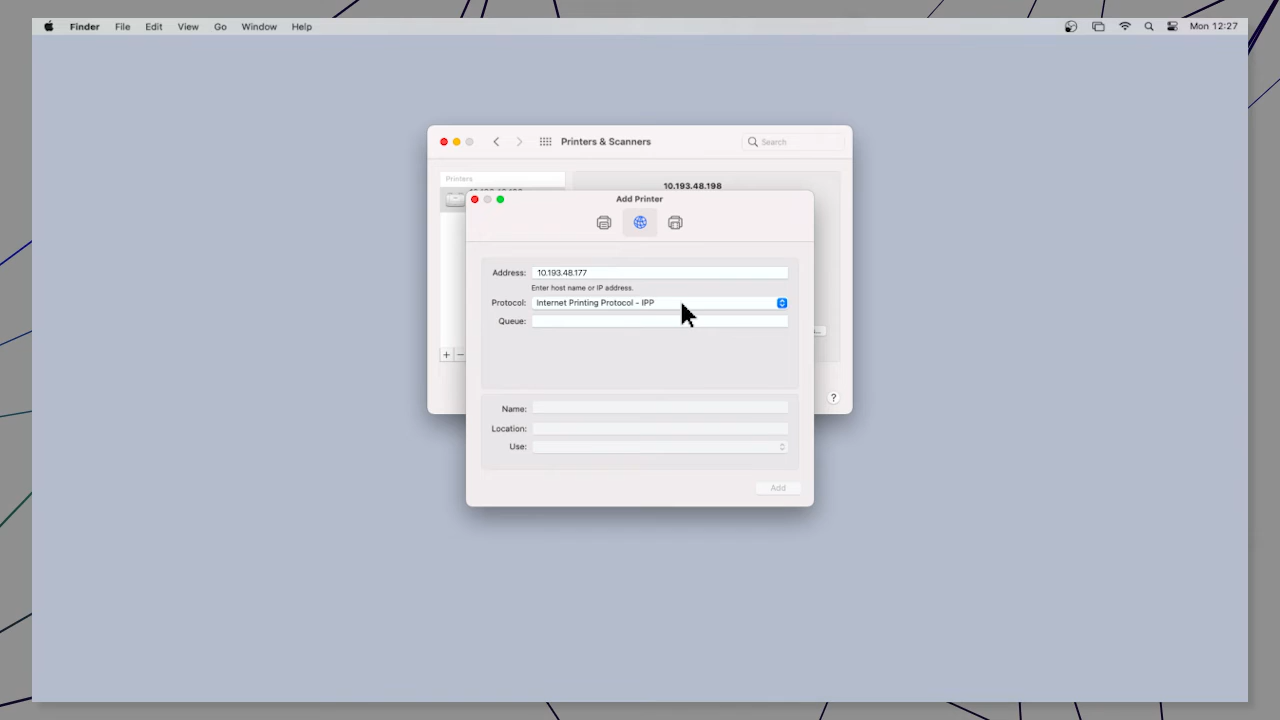 Finder File Edit View Go Window Help Mon 12:27
Printers & Scanners Search
Printers
10.193.48.198
Add Printer
Address: 10.193.48.177
Enter host name or IP address.
Protocol: Internet Printing Protocol - IPP
Queue:
+ −
?
Name:
Location:
Use:
Add